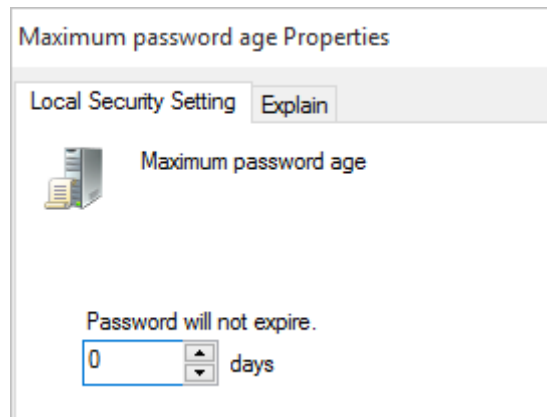 Maximum password age Properties
Local Security Setting Explain
Maximum password age
Password will not expire.
0 days